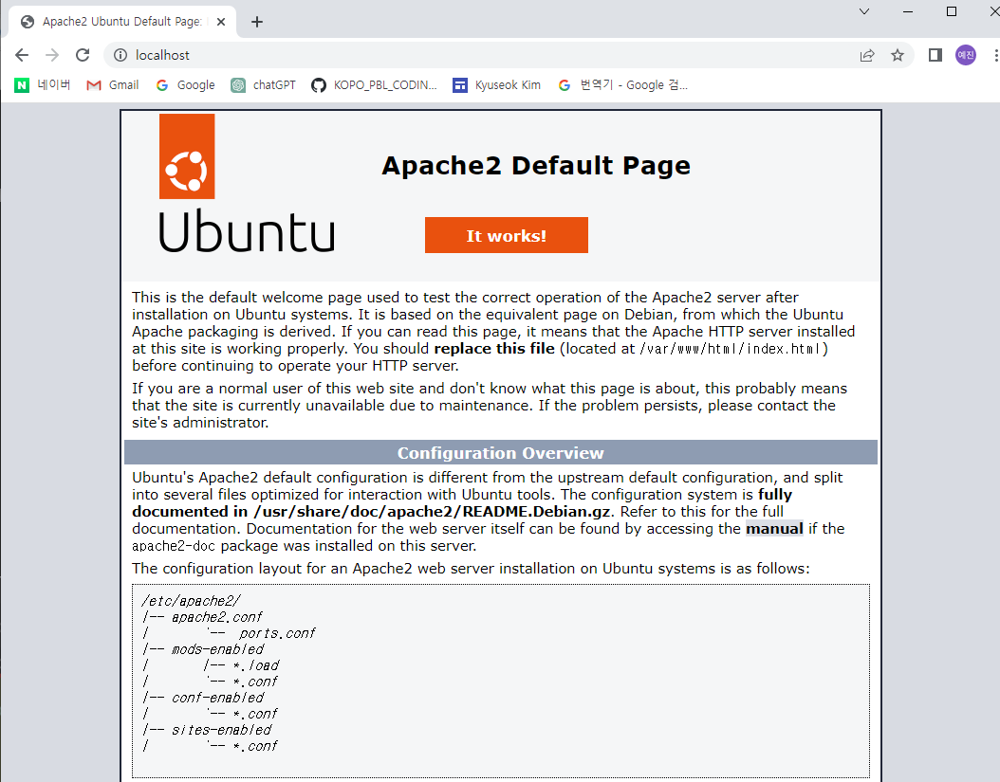 Apache2 Ubuntu Default Page:
localhost
예진
네이버 Gmail Google chatGPT KOPO_PBL_CODIN... Kyuseok Kim 번역기 - Google 검...
Apache2 Default Page
Ubuntu
It works!
This is the default welcome page used to test the correct operation of the Apache2 server after
installation on Ubuntu systems. It is based on the equivalent page on Debian, from which the Ubuntu
Apache packaging is derived. If you can read this page, it means that the Apache HTTP server installed
at this site is working properly. You should replace this file (located at /var/www/html/index.html)
before continuing to operate your HTTP server.
If you are a normal user of this web site and don't know what this page is about, this probably means
that the site is currently unavailable due to maintenance. If the problem persists, please contact the
site's administrator.
Configuration Overview
Ubuntu's Apache2 default configuration is different from the upstream default configuration, and split
into several files optimized for interaction with Ubuntu tools. The configuration system is fully
documented in /usr/share/doc/apache2/README.Debian.gz. Refer to this for the full
documentation. Documentation for the web server itself can be found by accessing the manual if the
apache2-doc package was installed on this server.
The configuration layout for an Apache2 web server installation on Ubuntu systems is as follows:
/etc/apache2/
|-- apache2.conf
|       `--  ports.conf
|-- mods-enabled
|       |-- *.load
|       `-- *.conf
|-- conf-enabled
|       `-- *.conf
|-- sites-enabled
|       `-- *.conf